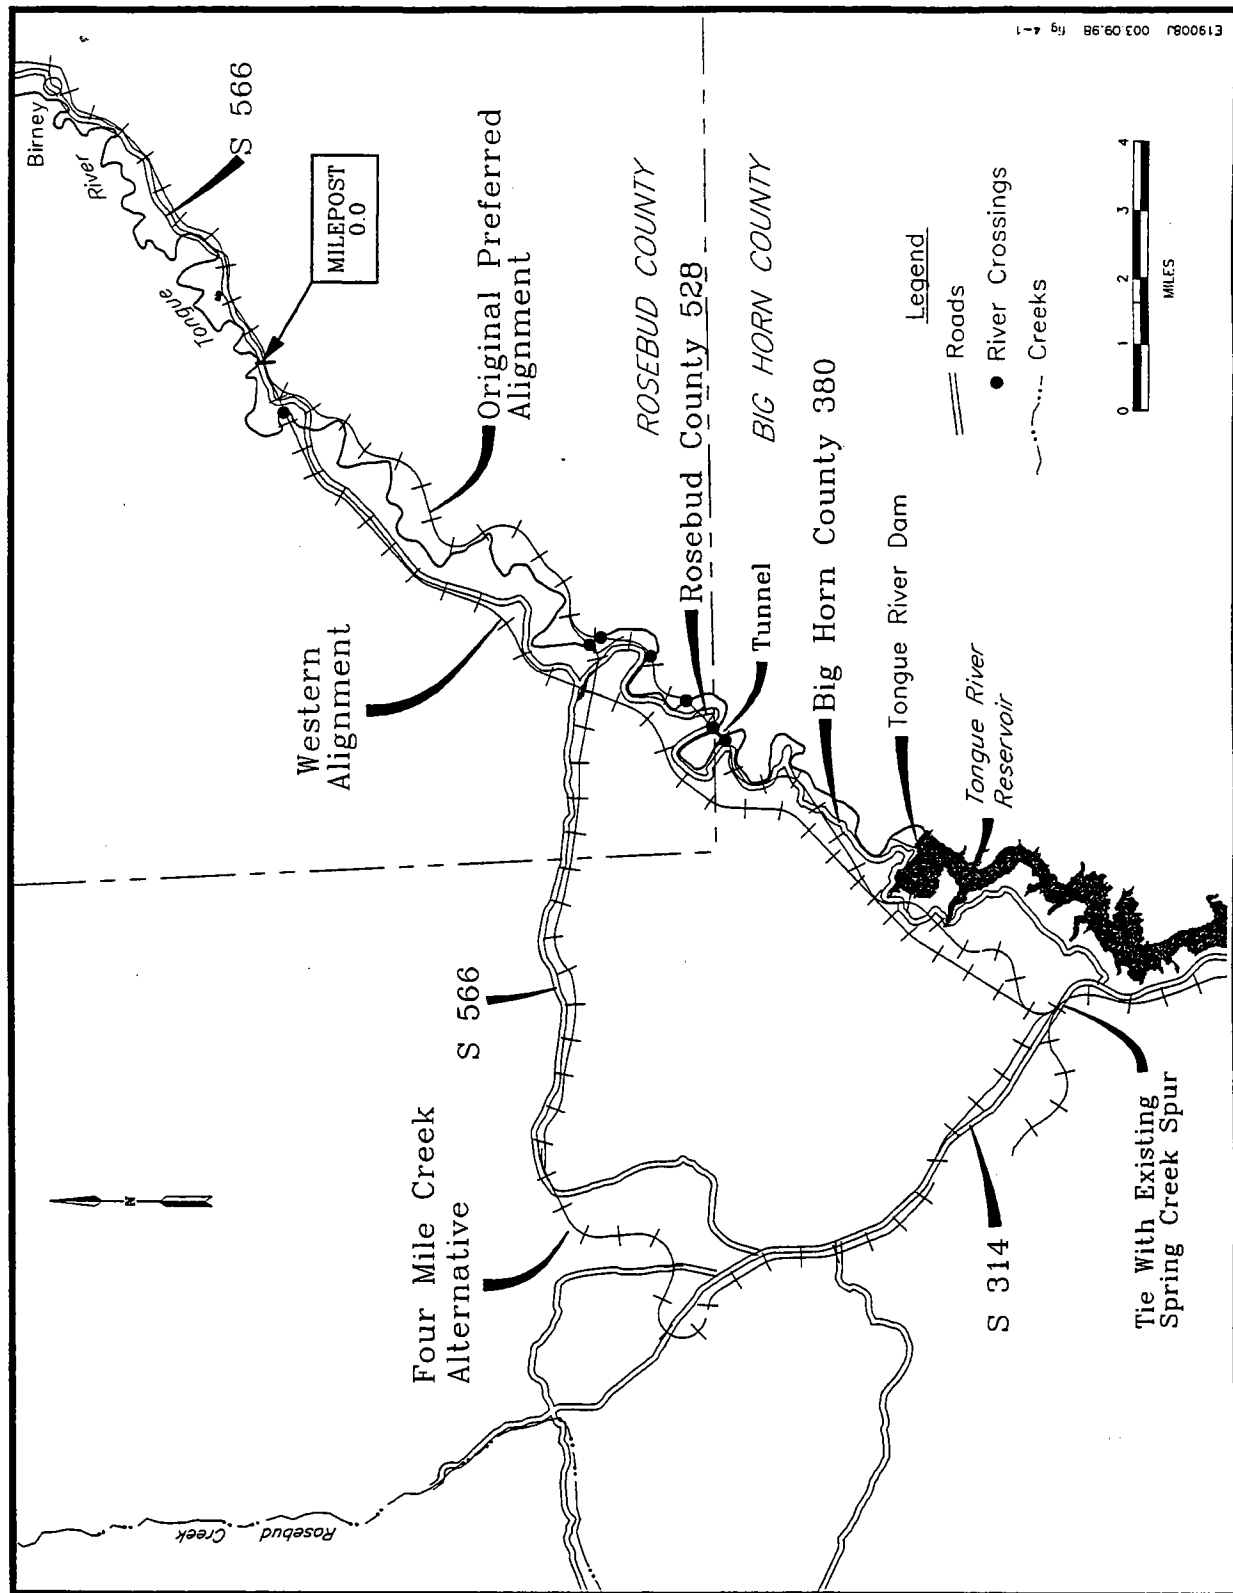 E19008J 003.09.98 fig 4-1
Birney
S 566
River
Tongue
MILEPOST
0.0
Original Preferred
Alignment
ROSEBUD COUNTY
Rosebud County 528
BIG HORN COUNTY
Tunnel
Big Horn County 380
Tongue River Dam
Tongue River
Reservoir
Legend
Roads
River Crossings
Creeks
0 1 2 3 4
MILES
Western
Alignment
S 566
Four Mile Creek
Alternative
N
S 314
Tie With Existing
Spring Creek Spur
Rosebud Creek